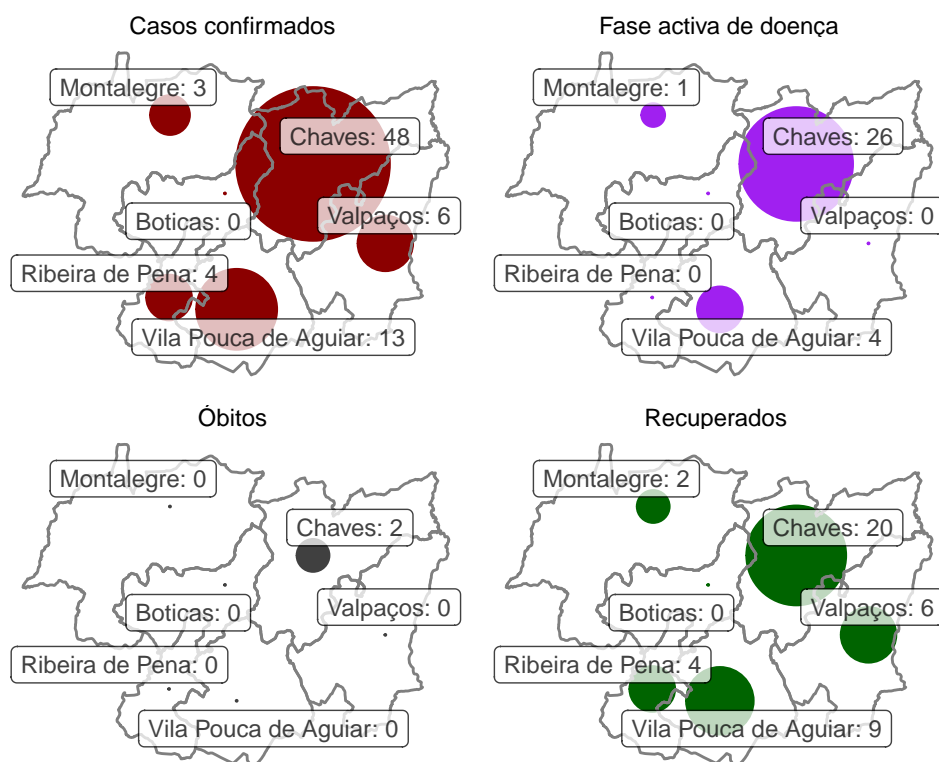 Casos confirmados
Montalegre: 3
Chaves: 48
Boticas: 0
Valpaços: 6
Ribeira de Pena: 4
Vila Pouca de Aguiar: 13
Fase activa de doença
Montalegre: 1
Chaves: 26
Boticas: 0
Valpaços: 0
Ribeira de Pena: 0
Vila Pouca de Aguiar: 4
Óbitos
Montalegre: 0
Chaves: 2
Boticas: 0
Valpaços: 0
Ribeira de Pena: 0
Vila Pouca de Aguiar: 0
Recuperados
Montalegre: 2
Chaves: 20
Boticas: 0
Valpaços: 6
Ribeira de Pena: 4
Vila Pouca de Aguiar: 9